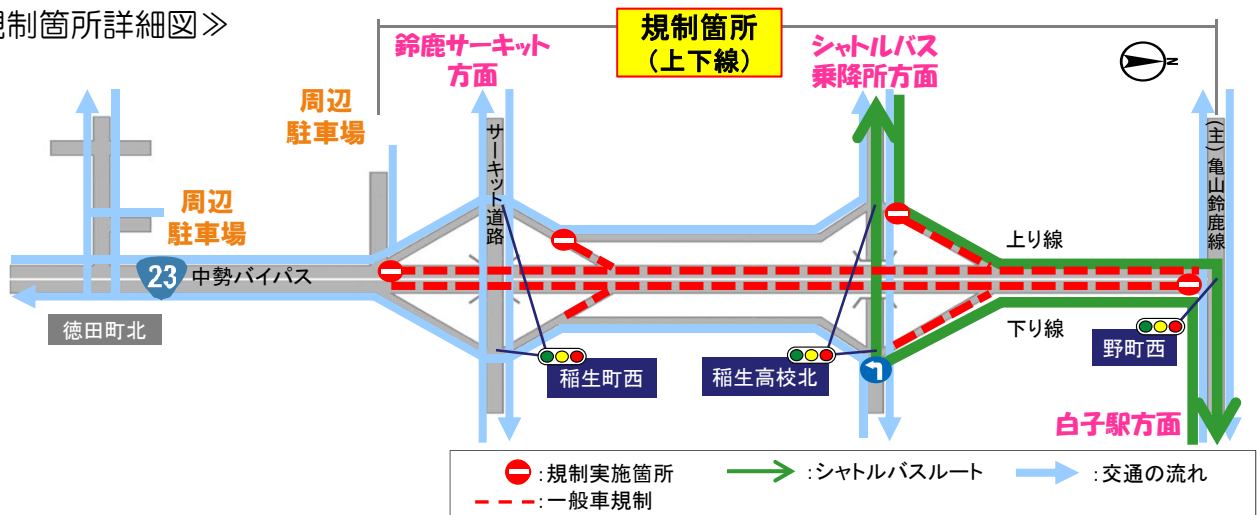 規制箇所詳細図≫
規制箇所
(上下線)
鈴鹿サーキット
方面
シャトルバス
乗降所方面
N
周辺
駐車場
周辺
駐車場
サーキット道路
(主)亀山鈴鹿線
上り線
23 中勢バイパス
徳田町北
下り線
稲生町西
稲生高校北
野町西
白子駅方面
:規制実施箇所
:シャトルバスルート
:交通の流れ
:一般車規制